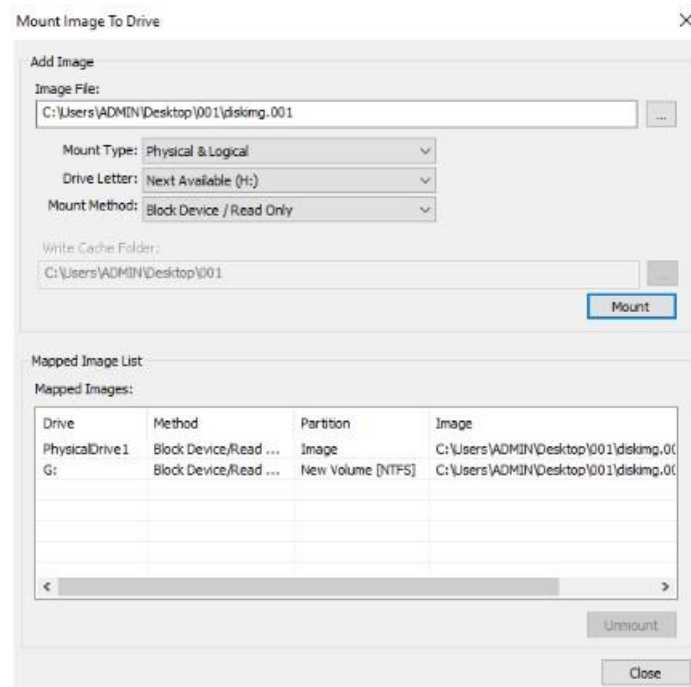 Mount Image To Drive
Add Image
Image File:
C:\Users\ADMIN\Desktop\001\diskimg.001
...
Mount Type: Physical & Logical
Drive Letter: Next Available (H:)
Mount Method: Block Device / Read Only
Write Cache Folder:
C:\Users\ADMIN\Desktop\001
...
Mount
Mapped Image List
Mapped Images:
Drive Method Partition Image
PhysicalDrive1 Block Device/Read ... Image C:\Users\ADMIN\Desktop\001\diskimg.00
G: Block Device/Read ... New Volume [NTFS] C:\Users\ADMIN\Desktop\001\diskimg.00
Unmount
Close